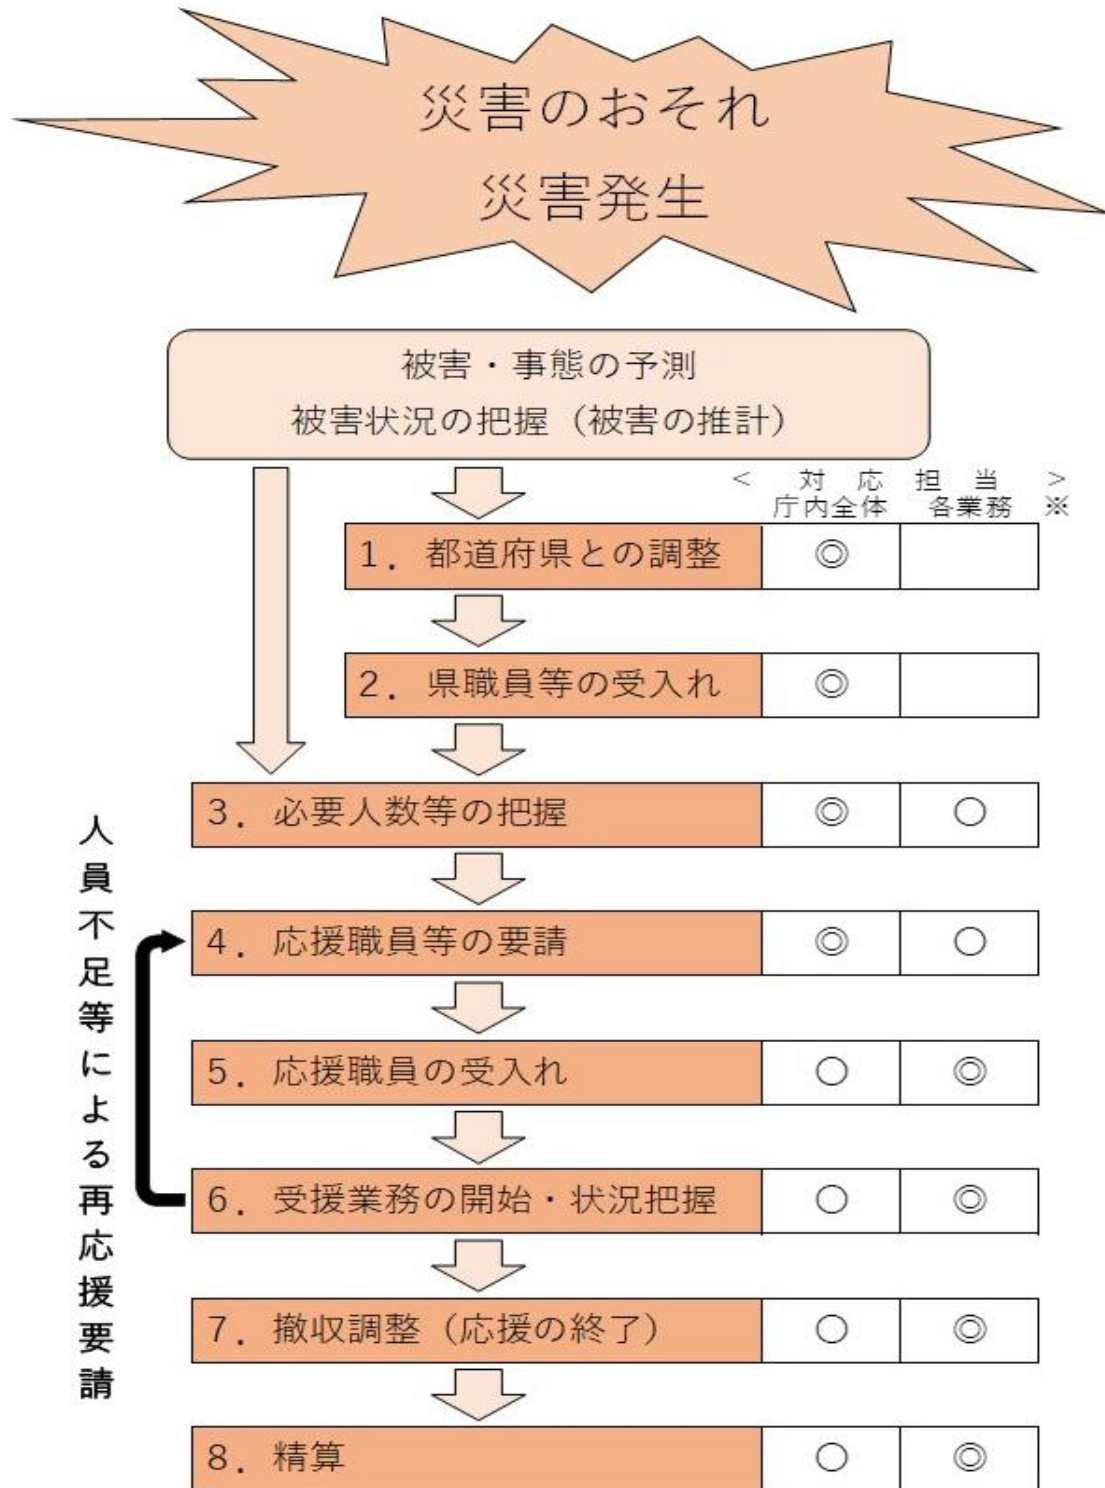 災害のおそれ
災害発生
被害・事態の予測
被害状況の把握（被害の推計）
＜ 対応担当 ＞
庁内全体 各業務 ※
1．都道府県との調整 ◎
2．県職員等の受入れ ◎
3．必要人数等の把握 ◎ ○
4．応援職員等の要請 ◎ ○
5．応援職員の受入れ ○ ◎
6．受援業務の開始・状況把握 ○ ◎
7．撤収調整（応援の終了） ○ ◎
8．精算 ○ ◎
人員不足等による再応援要請